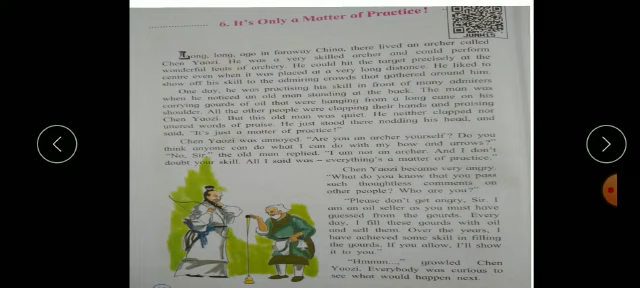 6. It's Only a Matter of Practice!
Long, long, ago in faraway China, there lived an archer called
Chen Yaozi. He was a very skilled archer and could perform
wonderful feats of archery. He could hit the target precisely at the
centre even when it was placed at a very long distance. He liked to
show off his skill to the admiring crowds that gathered around him.
One day, he was practising his skill in front of many admirers
when he noticed an old man standing at the back. The man was
carrying gourds of oil that were hanging from a long cane on his
shoulder. All the other people were clapping their hands and praising
Chen Yaozi. But this old man was quiet. He neither clapped nor
uttered words of praise. He just stood there nodding his head, and
said, "It's just a matter of practice!"
Chen Yaozi was annoyed. "Are you an archer yourself? Do you
think anyone can do what I can do with my bow and arrows?"
"No, Sir," the old man replied. "I am not an archer. And I don't
doubt your skill. All I said was – everything's a matter of practice."
Chen Yaozi became very angry.
"What do you know that you pass
such thoughtless comments on
other people? Who are you?"
"Please don't get angry, Sir. I
am an oil seller as you must have
guessed from the gourds. Every
day, I fill these gourds with oil
and sell them. Over the years, I
have achieved some skill in filling
the gourds. If you allow, I'll show
it to you."
"Hmmm...," growled Chen
Yaozi. Everybody was curious to
see what would happen next.